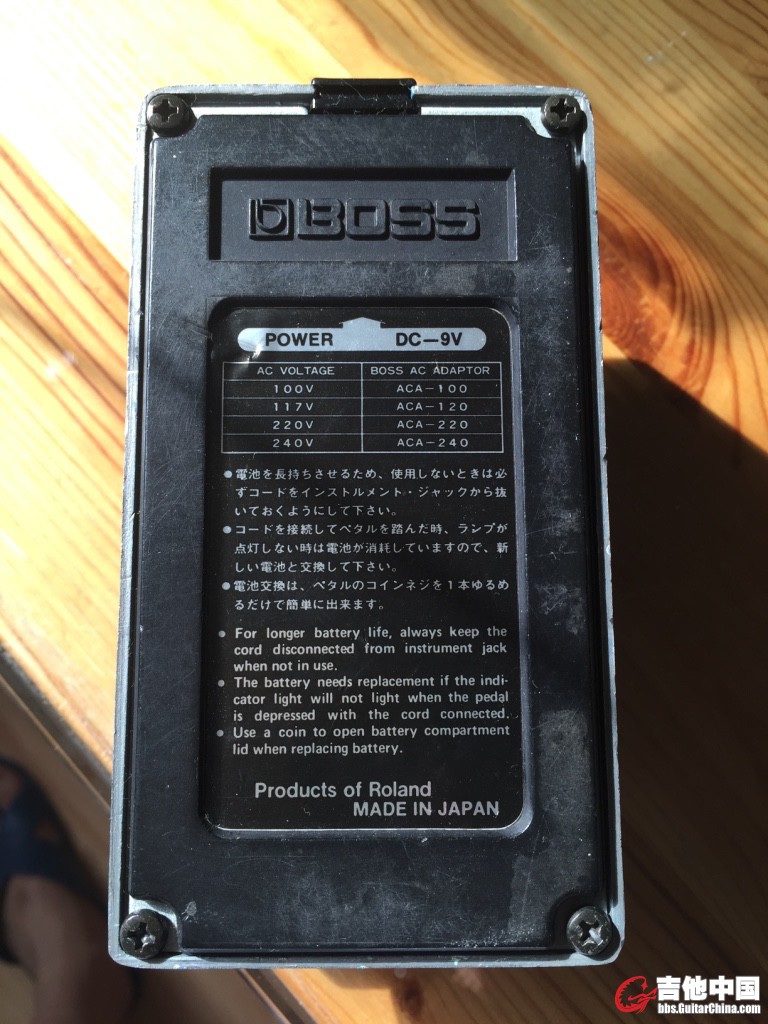 BOSS
POWER DC—9V
AC VOLTAGE BOSS AC ADAPTOR
100V ACA—100
117V ACA—120
220V ACA—220
240V ACA—240
●電池を長持ちさせるため、使用しないときは必
ずコードをインストルメント・ジャックから抜
いておくようにして下さい。
●コードを接続してペタルを踏んだ時、ランプが
点灯しない時は電池が消耗していますので、新
しい電池と交換して下さい。
●電池交換は、ペタルのコインネジを1本ゆるめ
るだけで簡単に出来ます。
● For longer battery life, always keep the
cord disconnected from instrument jack
when not in use.
● The battery needs replacement if the indi-
cator light will not light when the pedal
is depressed with the cord connected.
● Use a coin to open battery compartment
lid when replacing battery.
Products of Roland
MADE IN JAPAN
吉他中国
bbs.GuitarChina.com